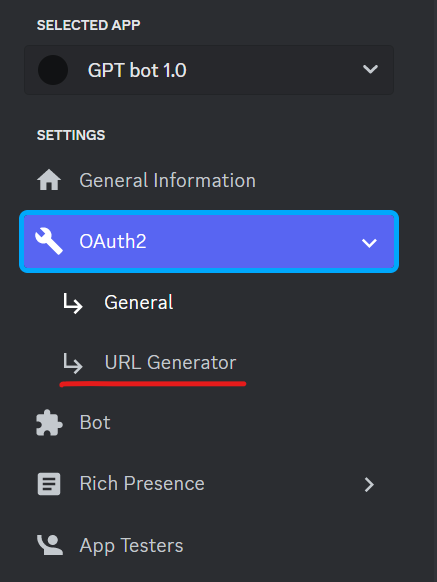 SELECTED APP
GPT bot 1.0
SETTINGS
General Information
OAuth2
General
URL Generator
Bot
Rich Presence
App Testers